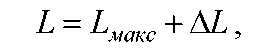 L = L_макс + ΔL,